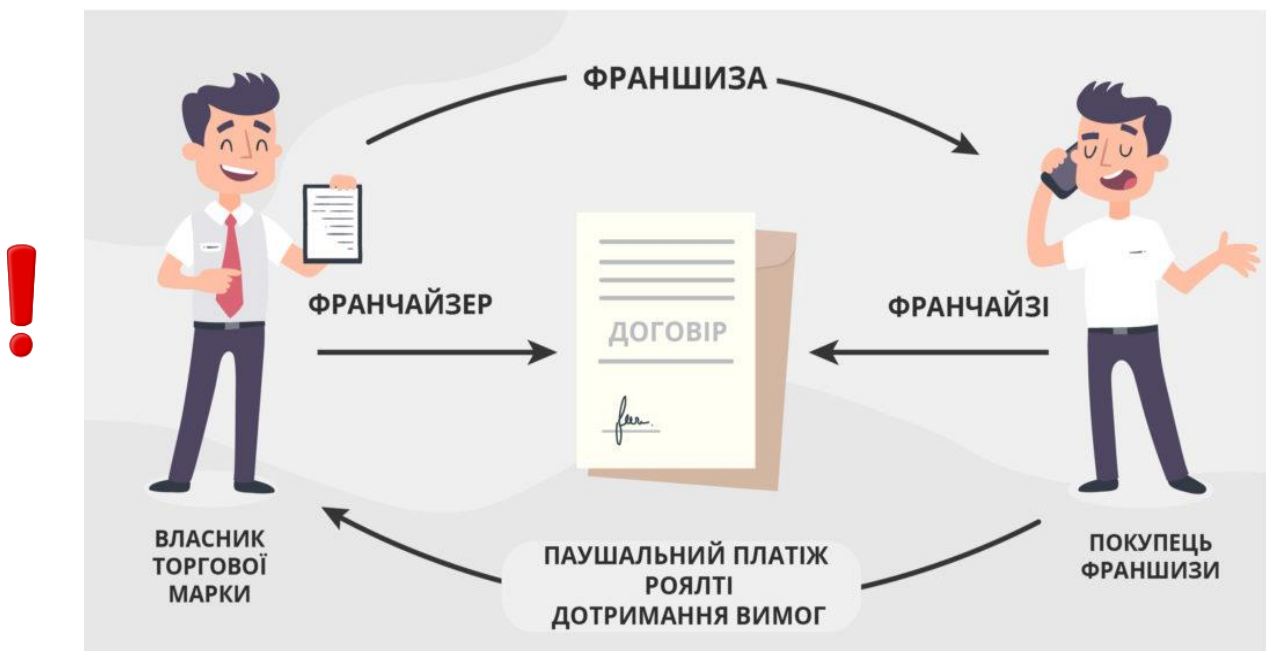 ФРАНШИЗА
ФРАНЧАЙЗЕР
ФРАНЧАЙЗІ
ДОГОВІР
ВЛАСНИК
ТОРГОВОЇ
МАРКИ
ПАУШАЛЬНИЙ ПЛАТІЖ
РОЯЛТІ
ДОТРИМАННЯ ВИМОГ
ПОКУПЕЦЬ
ФРАНШИЗИ